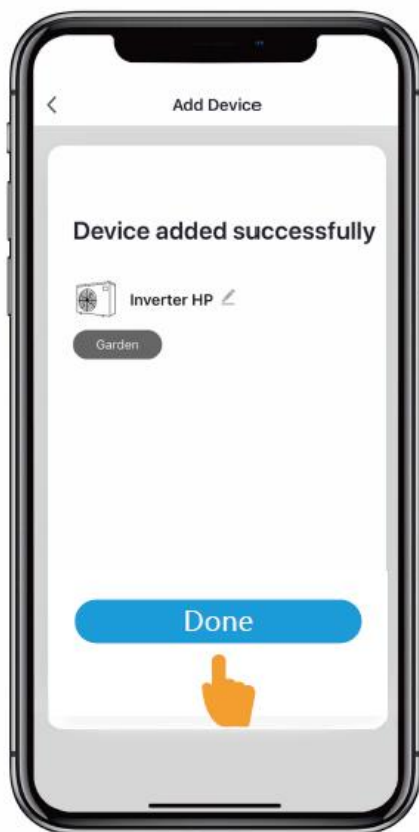 Add Device
Device added successfully
Inverter HP
Garden
Done